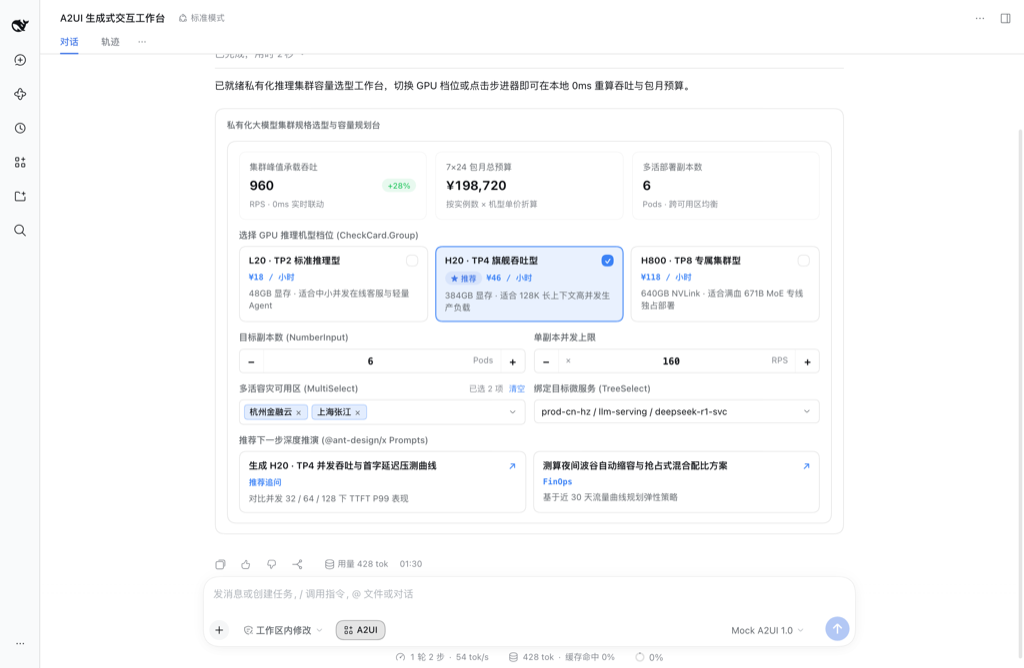 A2UI 生成式交互工作台
标准模式
对话
轨迹
已完成，用时 2 秒
已就绪私有化推理集群容量选型工作台，切换 GPU 档位或点击步进器即可在本地 0ms 重算吞吐与包月预算。
私有化大模型集群规格选型与容量规划台
集群峰值承载吞吐
960
+28%
RPS · 0ms 实时联动
7×24 包月总预算
¥198,720
按实例数 × 机型单价折算
多活部署副本数
6
Pods · 跨可用区均衡
选择 GPU 推理机型档位 (CheckCard.Group)
L20 · TP2 标准推理型
¥18 / 小时
48GB 显存 · 适合中小并发在线客服与轻量
Agent
H20 · TP4 旗舰吞吐型
★ 推荐 ¥46 / 小时
384GB 显存 · 适合 128K 长上下文高并发生
产负载
H800 · TP8 专属集群型
¥118 / 小时
640GB NVLink · 适合满血 671B MoE 专线
独占部署
目标副本数 (NumberInput)
− 6 Pods +
单副本并发上限
− × 160 RPS +
多活容灾可用区 (MultiSelect)
已选 2 项 清空
杭州金融云 × 上海张江 ×
绑定目标微服务 (TreeSelect)
prod-cn-hz / llm-serving / deepseek-r1-svc
推荐下一步深度推演 (@ant-design/x Prompts)
生成 H20 · TP4 并发吞吐与首字延迟压测曲线
推荐追问
对比并发 32 / 64 / 128 下 TTFT P99 表现
测算夜间波谷自动缩容与抢占式混合配比方案
FinOps
基于近 30 天流量曲线规划弹性策略
用量 428 tok 01:30
发消息或创建任务, / 调用指令, @ 文件或对话
工作区内修改
A2UI
Mock A2UI 1.0
1 轮 2 步 · 54 tok/s
428 tok · 缓存命中 0%
0%